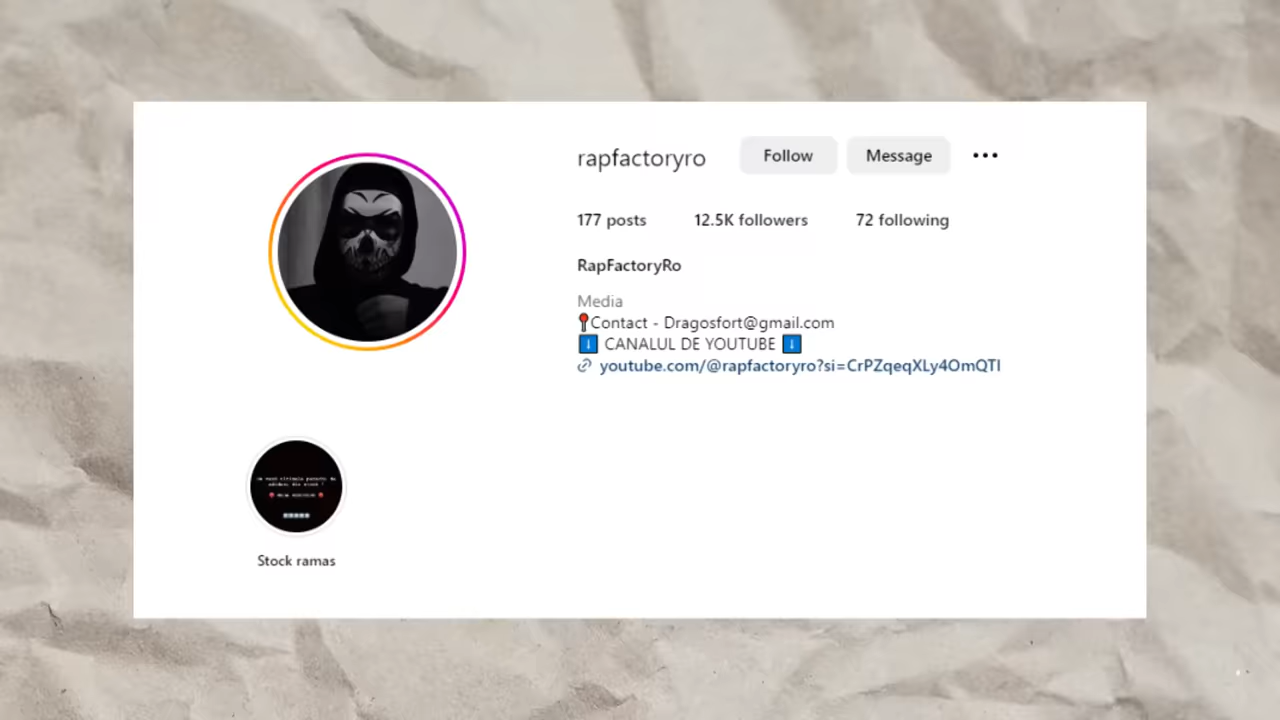 rapfactoryro Follow Message
177 posts 12.5K followers 72 following
RapFactoryRo
Media
📍Contact - Dragosfort@gmail.com
⬇️ CANALUL DE YOUTUBE ⬇️
youtube.com/@rapfactoryro?si=CrPZqeqXLy4OmQTI
Stock ramas